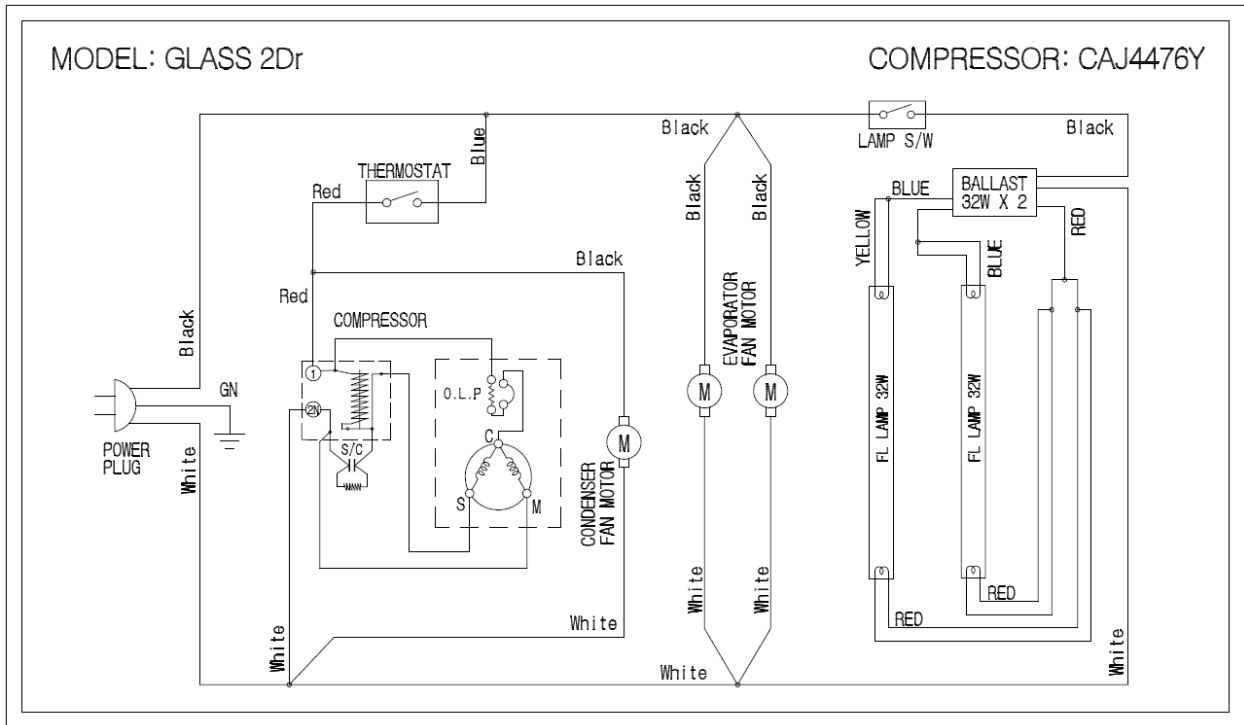 MODEL: GLASS 2Dr
COMPRESSOR: CAJ4476Y
Black
LAMP S/W
Black
Blue
THERMOSTAT
Red
Black
Black
BLUE
BALLAST
32W X 2
RED
YELLOW
BLUE
Black
Red
COMPRESSOR
Black
EVAPORATOR
FAN MOTOR
1
O.L.P
M
M
GN
2N
FL LAMP 32W
FL LAMP 32W
M
POWER
PLUG
S/C
C
S
M
CONDENSER
FAN MOTOR
White
White
White
RED
RED
White
White
White
White